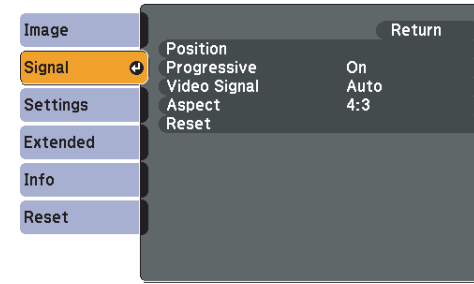 Image
Signal
Settings
Extended
Info
Reset
Return
Position
Progressive On
Video Signal Auto
Aspect 4:3
Reset